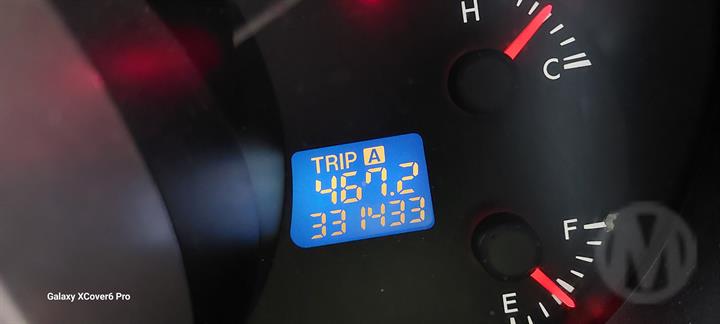 H
C
TRIP A
467.2
331433
F
E
M
Galaxy XCover6 Pro